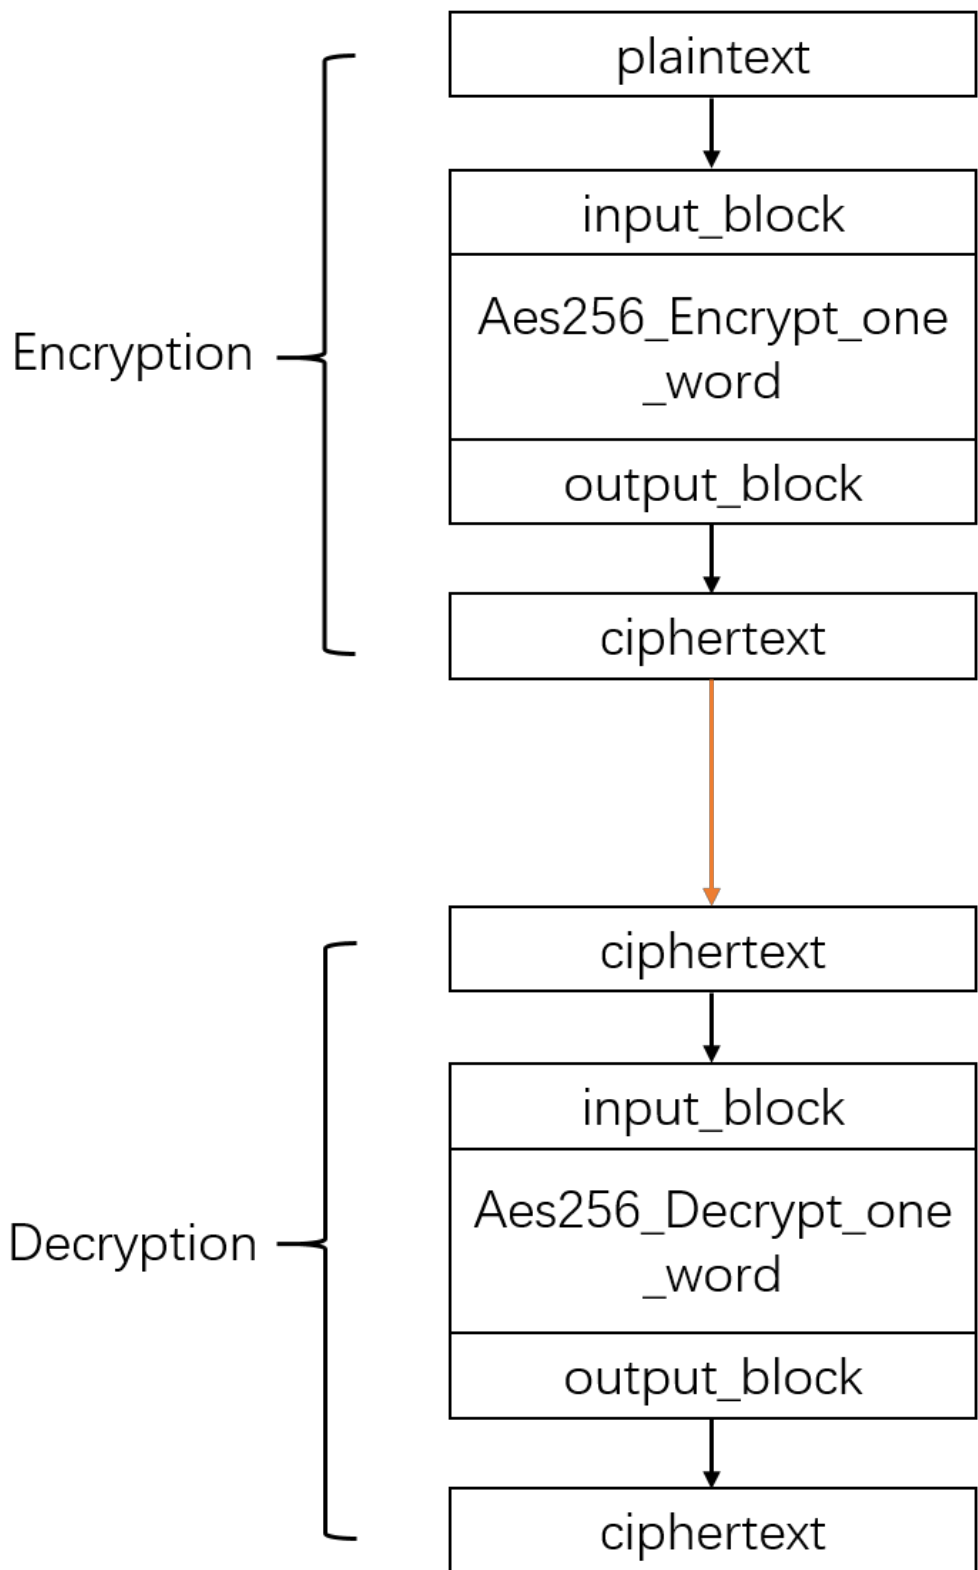 plaintext
input_block
Aes256_Encrypt_one
_word
Encryption
output_block
ciphertext
ciphertext
input_block
Aes256_Decrypt_one
_word
Decryption
output_block
ciphertext